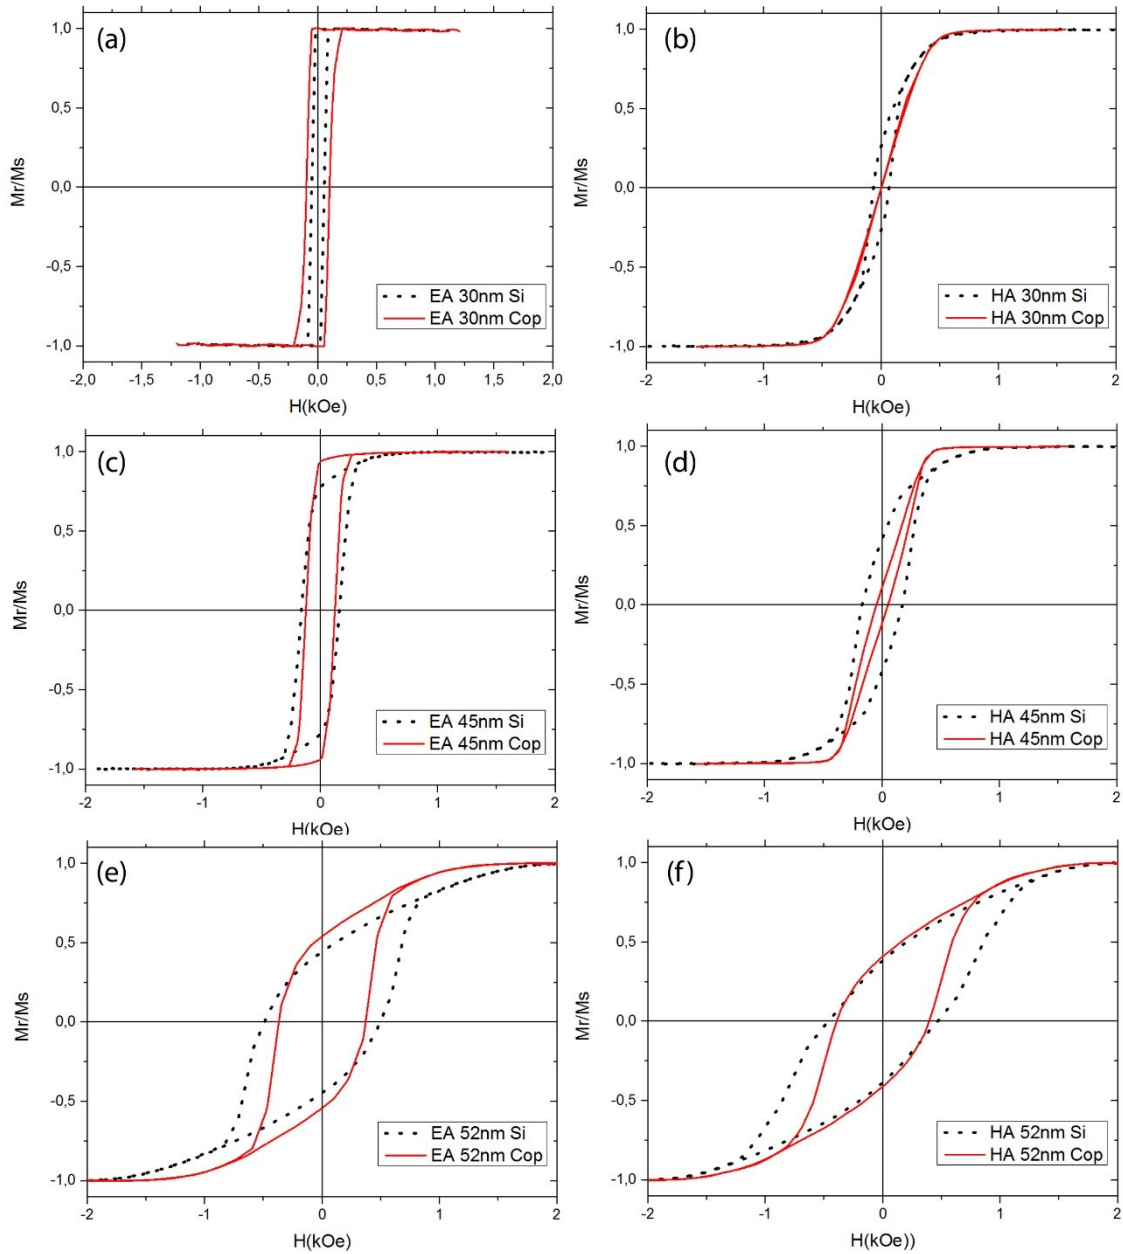 (a)
1,0
0,5
0,0
-0,5
-1,0
Mr/Ms
EA 30nm Si
EA 30nm Cop
-2,0 -1,5 -1,0 -0,5 0,0 0,5 1,0 1,5 2,0
H(kOe)
(b)
1,0
0,5
0,0
-0,5
-1,0
Mr/Ms
HA 30nm Si
HA 30nm Cop
-2 -1 0 1 2
H(kOe)
(c)
1,0
0,5
0,0
-0,5
-1,0
Mr/Ms
EA 45nm Si
EA 45nm Cop
-2 -1 0 1 2
H(kOe)
(d)
1,0
0,5
0,0
-0,5
-1,0
Mr/Ms
HA 45nm Si
HA 45nm Cop
-2 -1 0 1 2
H(kOe)
(e)
1,0
0,5
0,0
-0,5
-1,0
Mr/Ms
EA 52nm Si
EA 52nm Cop
-2 -1 0 1 2
H(kOe)
(f)
1,0
0,5
0,0
-0,5
-1,0
Mr/Ms
HA 52nm Si
HA 52nm Cop
-2 -1 0 1 2
H(kOe))